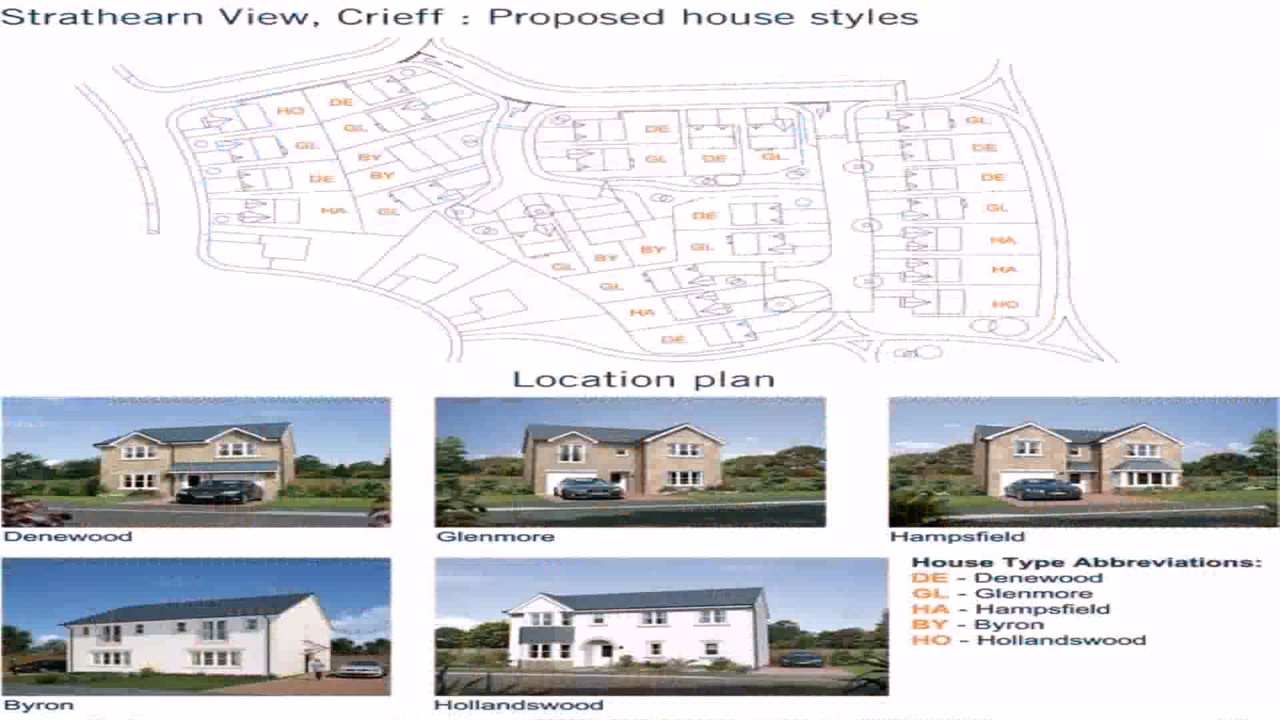 Strathearn View, Crieff : Proposed house styles
HO
DE
GL
GL
BY
DE
BY
HA
GL
DE
GL
DE
GL
DE
GL
BY
BY
GL
GL
HA
DE
GL
DE
DE
GL
HA
HA
HO
Location plan
Denewood
Glenmore
Hampsfield
Byron
Hollandswood
House Type Abbreviations:
DE - Denewood
GL - Glenmore
HA - Hampsfield
BY - Byron
HO - Hollandswood